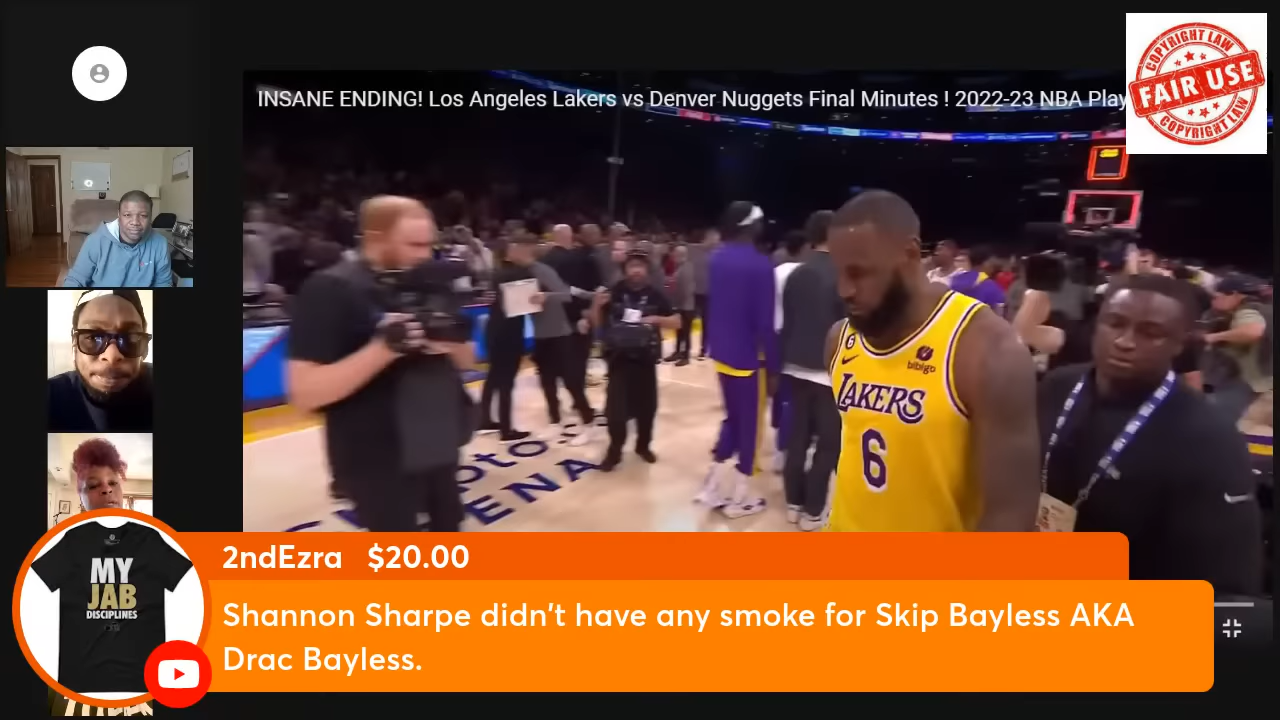 INSANE ENDING! Los Angeles Lakers vs Denver Nuggets Final Minutes ! 2022-23 NBA Play
COPYRIGHT LAW
FAIR USE
COPYRIGHT LAW
6
bibigo
LAKERS
6
ENA
MY
JAB
DISCIPLINES
2ndEzra $20.00
Shannon Sharpe didn't have any smoke for Skip Bayless AKA
Drac Bayless.